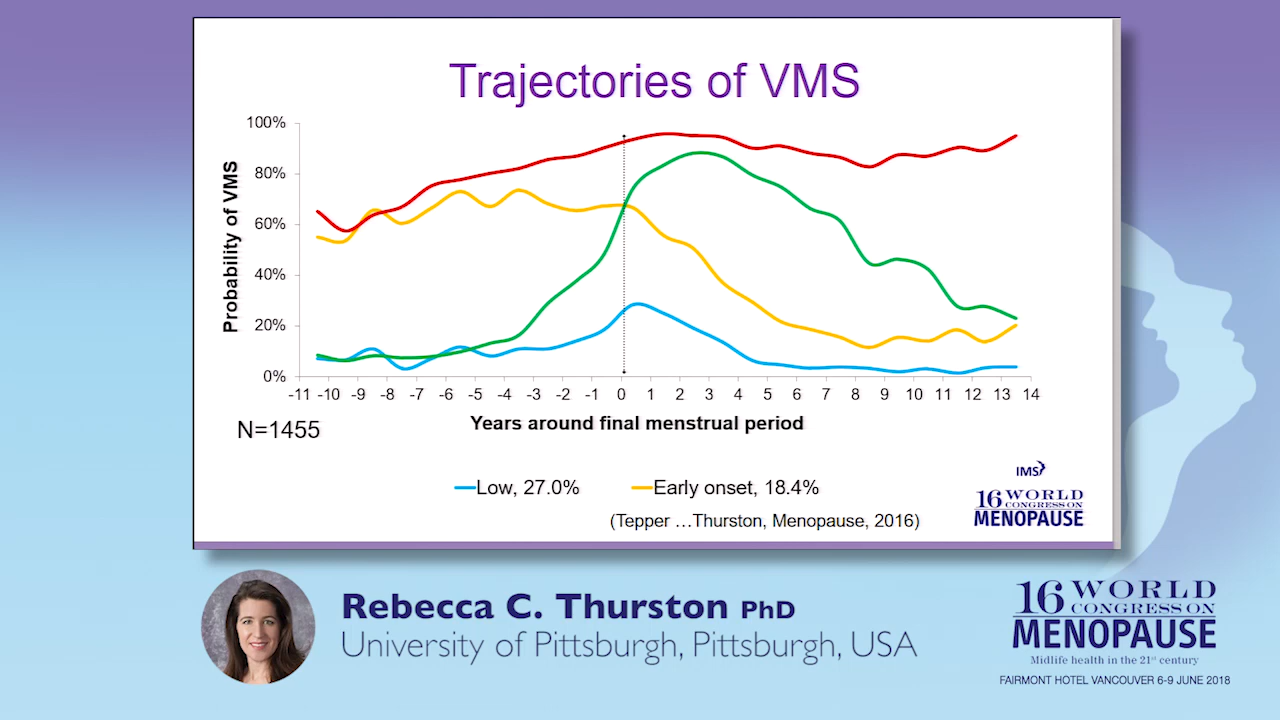 Trajectories of VMS
100%
80%
60%
40%
20%
0%
Probability of VMS
-11 -10 -9 -8 -7 -6 -5 -4 -3 -2 -1 0 1 2 3 4 5 6 7 8 9 10 11 12 13 14
Years around final menstrual period
N=1455
Low, 27.0% Early onset, 18.4%
(Tepper …Thurston, Menopause, 2016)
IMS
16 WORLD
CONGRESS ON
MENOPAUSE
Rebecca C. Thurston PhD
University of Pittsburgh, Pittsburgh, USA
16 WORLD
CONGRESS ON
MENOPAUSE
Midlife health in the 21st century
FAIRMONT HOTEL VANCOUVER 6-9 JUNE 2018